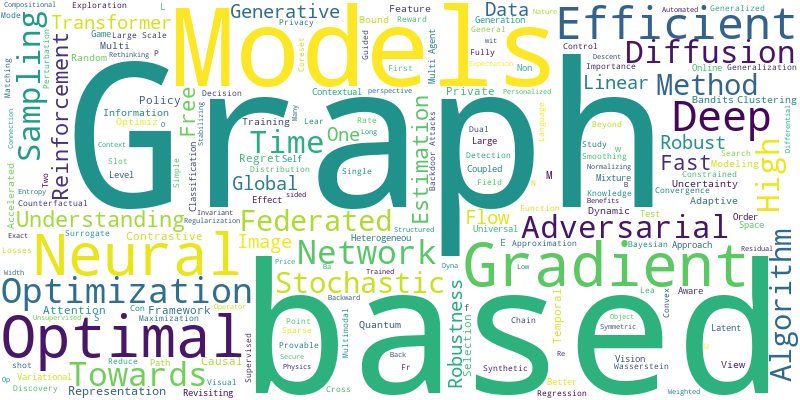 Exploration
L
Compositional
Mode
Transformer
Game
Large Scale
Rethinking
P
Multi
Random
Perturbation
Matching
Sampling
Connection
Reinforcement
Policy
Information
Optimiz
O
Context
Two
Slot
Level
Simple
Accelerated
Entropy
Counterfactual
Generative
Privacy
Bound
Feature
Reward
Models
Data
Generation
Nature
Automated
Generalized
General
wit
Efficient
Guided
Coreset
First
Multi Agent
Fully
Expectation
Control
Descent
Importance
Online
Generalization
Diffusion
Decision
Contextual
perspective
Private
Non
Personalized
Linear
Method
Bandits
Clustering
Differential
Free
Stabilizing
Many
Training
Lear
Rate
Long
Time
One
Estimation
Backdoor Attacks
Dual
Large
Language
Beyond
Deep
Graph
Regret
Self
Distribution
Single
Detection
Coupled
Field
Study
W
Smoothing
Normalizing
Robust
Search
Modeling
Constrained
Fast
Uncertainty
High
Classification
Global
Effect
sided
M
N
Mixture
B
Knowledge
Benefits
Convergence
Adaptive
Invariant
Regularization
Structured
Function
Dynamic
Test
Order
Space
Understanding
Federated
Flow
Universal
Adversarial
Exact
Surrogate
Contrastive
Image
Heterogeneou
E
Approximation
Bayesian
Approach
Residual
Losses
Width
Neural
Network
Price
Ba
Trained
Dyna
Low
Gradient
Algorithm
Optimization
Stochastic
Backward
Robustness
Selection
f
Temporal
Lea
Convex
Aware
Attention
S
Con
Framework
Operator
Unsupervised
Maximization
Optimal
based
Point
Sparse
Quantum
Chain
Object
Symmetric
Latent
Provable
Multimodal
Back
Re
Vision
View
U
shot
Reduce
Path
Causal
Supervised
Secure
Physics
Fr
Synthetic
Better
Wasserstein
Op
Variational
Towards
Visual
Discovery
Representation
Revisiting
Cross
Regression
Weighted